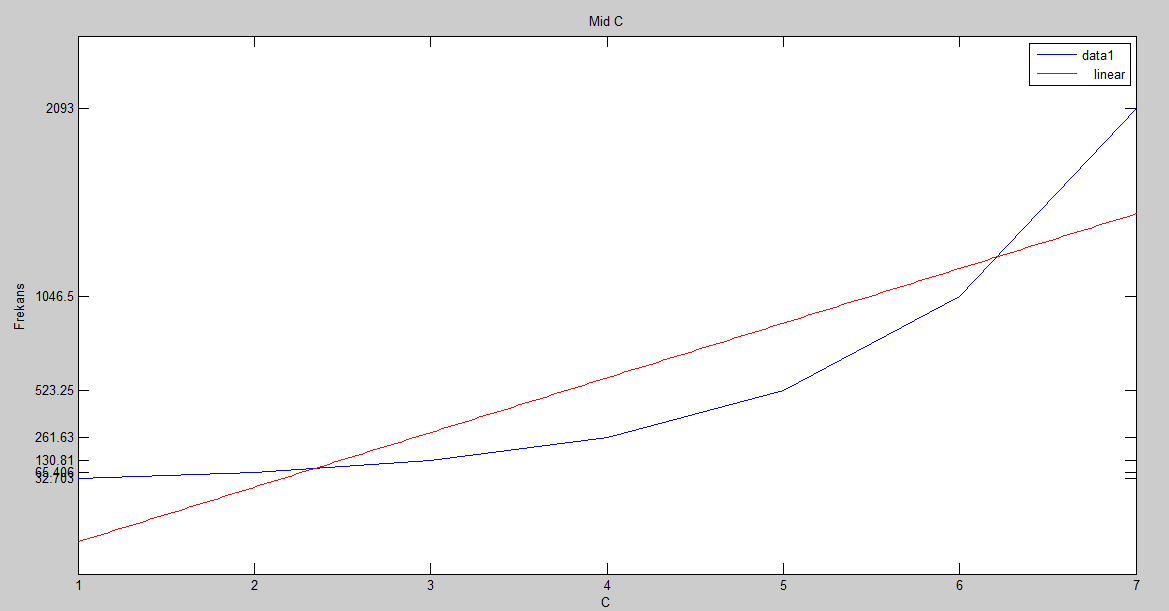 Mid C
data1
linear
2093
Frekans
1046.5
523.25
261.63
130.81
65.406
32.703
1 2 3 4 5 6 7
C